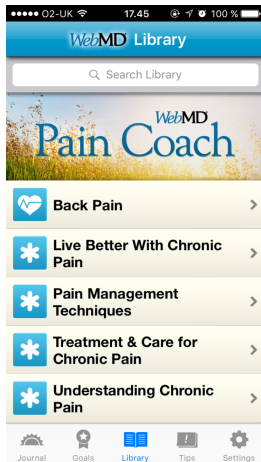 ●●●●● O2-UK 17.45 100 %
WebMD Library
Search Library
WebMD
Pain Coach
Back Pain
Live Better With Chronic
Pain
Pain Management
Techniques
Treatment & Care for
Chronic Pain
Understanding Chronic
Pain
Journal Goals Library Tips Settings